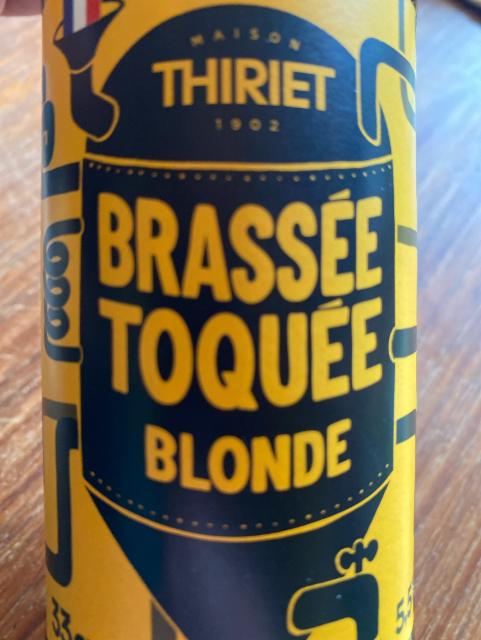 MAISON
THIRIET
1902
BRASSÉE
TOQUÉE
BLONDE